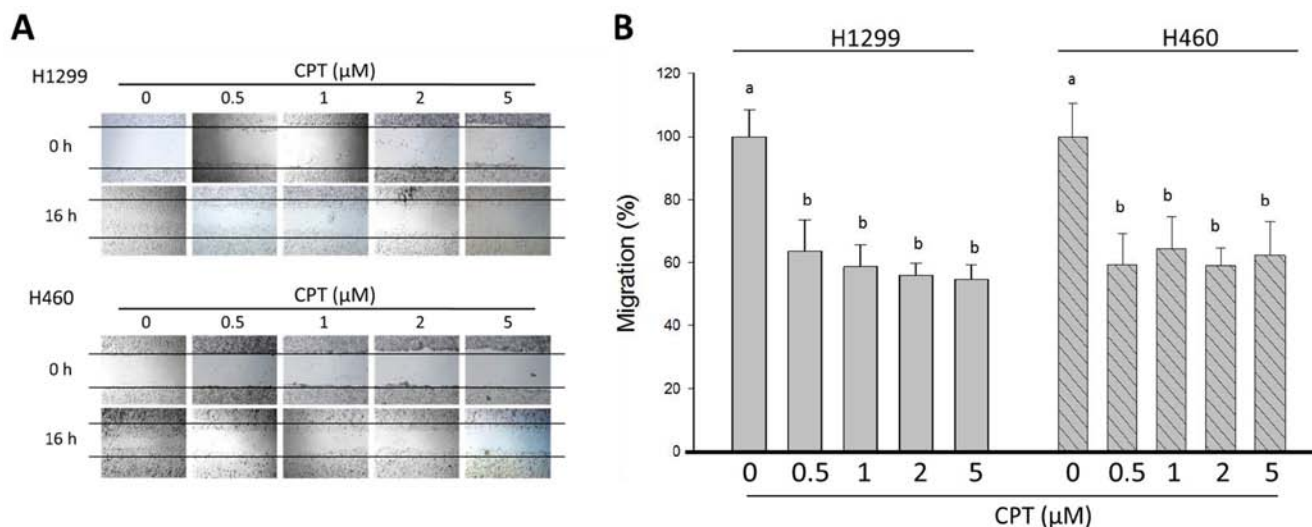 A
H1299
CPT (µM)
0 0.5 1 2 5
0 h
16 h
H460
CPT (µM)
0 0.5 1 2 5
0 h
16 h
B
H1299 H460
Migration (%)
120
100
80
60
40
20
0
a b b b b a b b b b
0 0.5 1 2 5 0 0.5 1 2 5
CPT (µM)